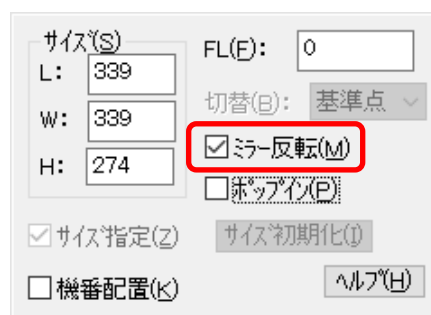 ｻｲｽﾞ(S)
L: 339
W: 339
H: 274
FL(F): 0
切替(B): 基準点
ﾐﾗｰ反転(M)
ﾎﾟｯﾌﾟｲﾝ(P)
ｻｲｽﾞ指定(Z) ｻｲｽﾞ初期化(I)
機番配置(K) ﾍﾙﾌﾟ(H)